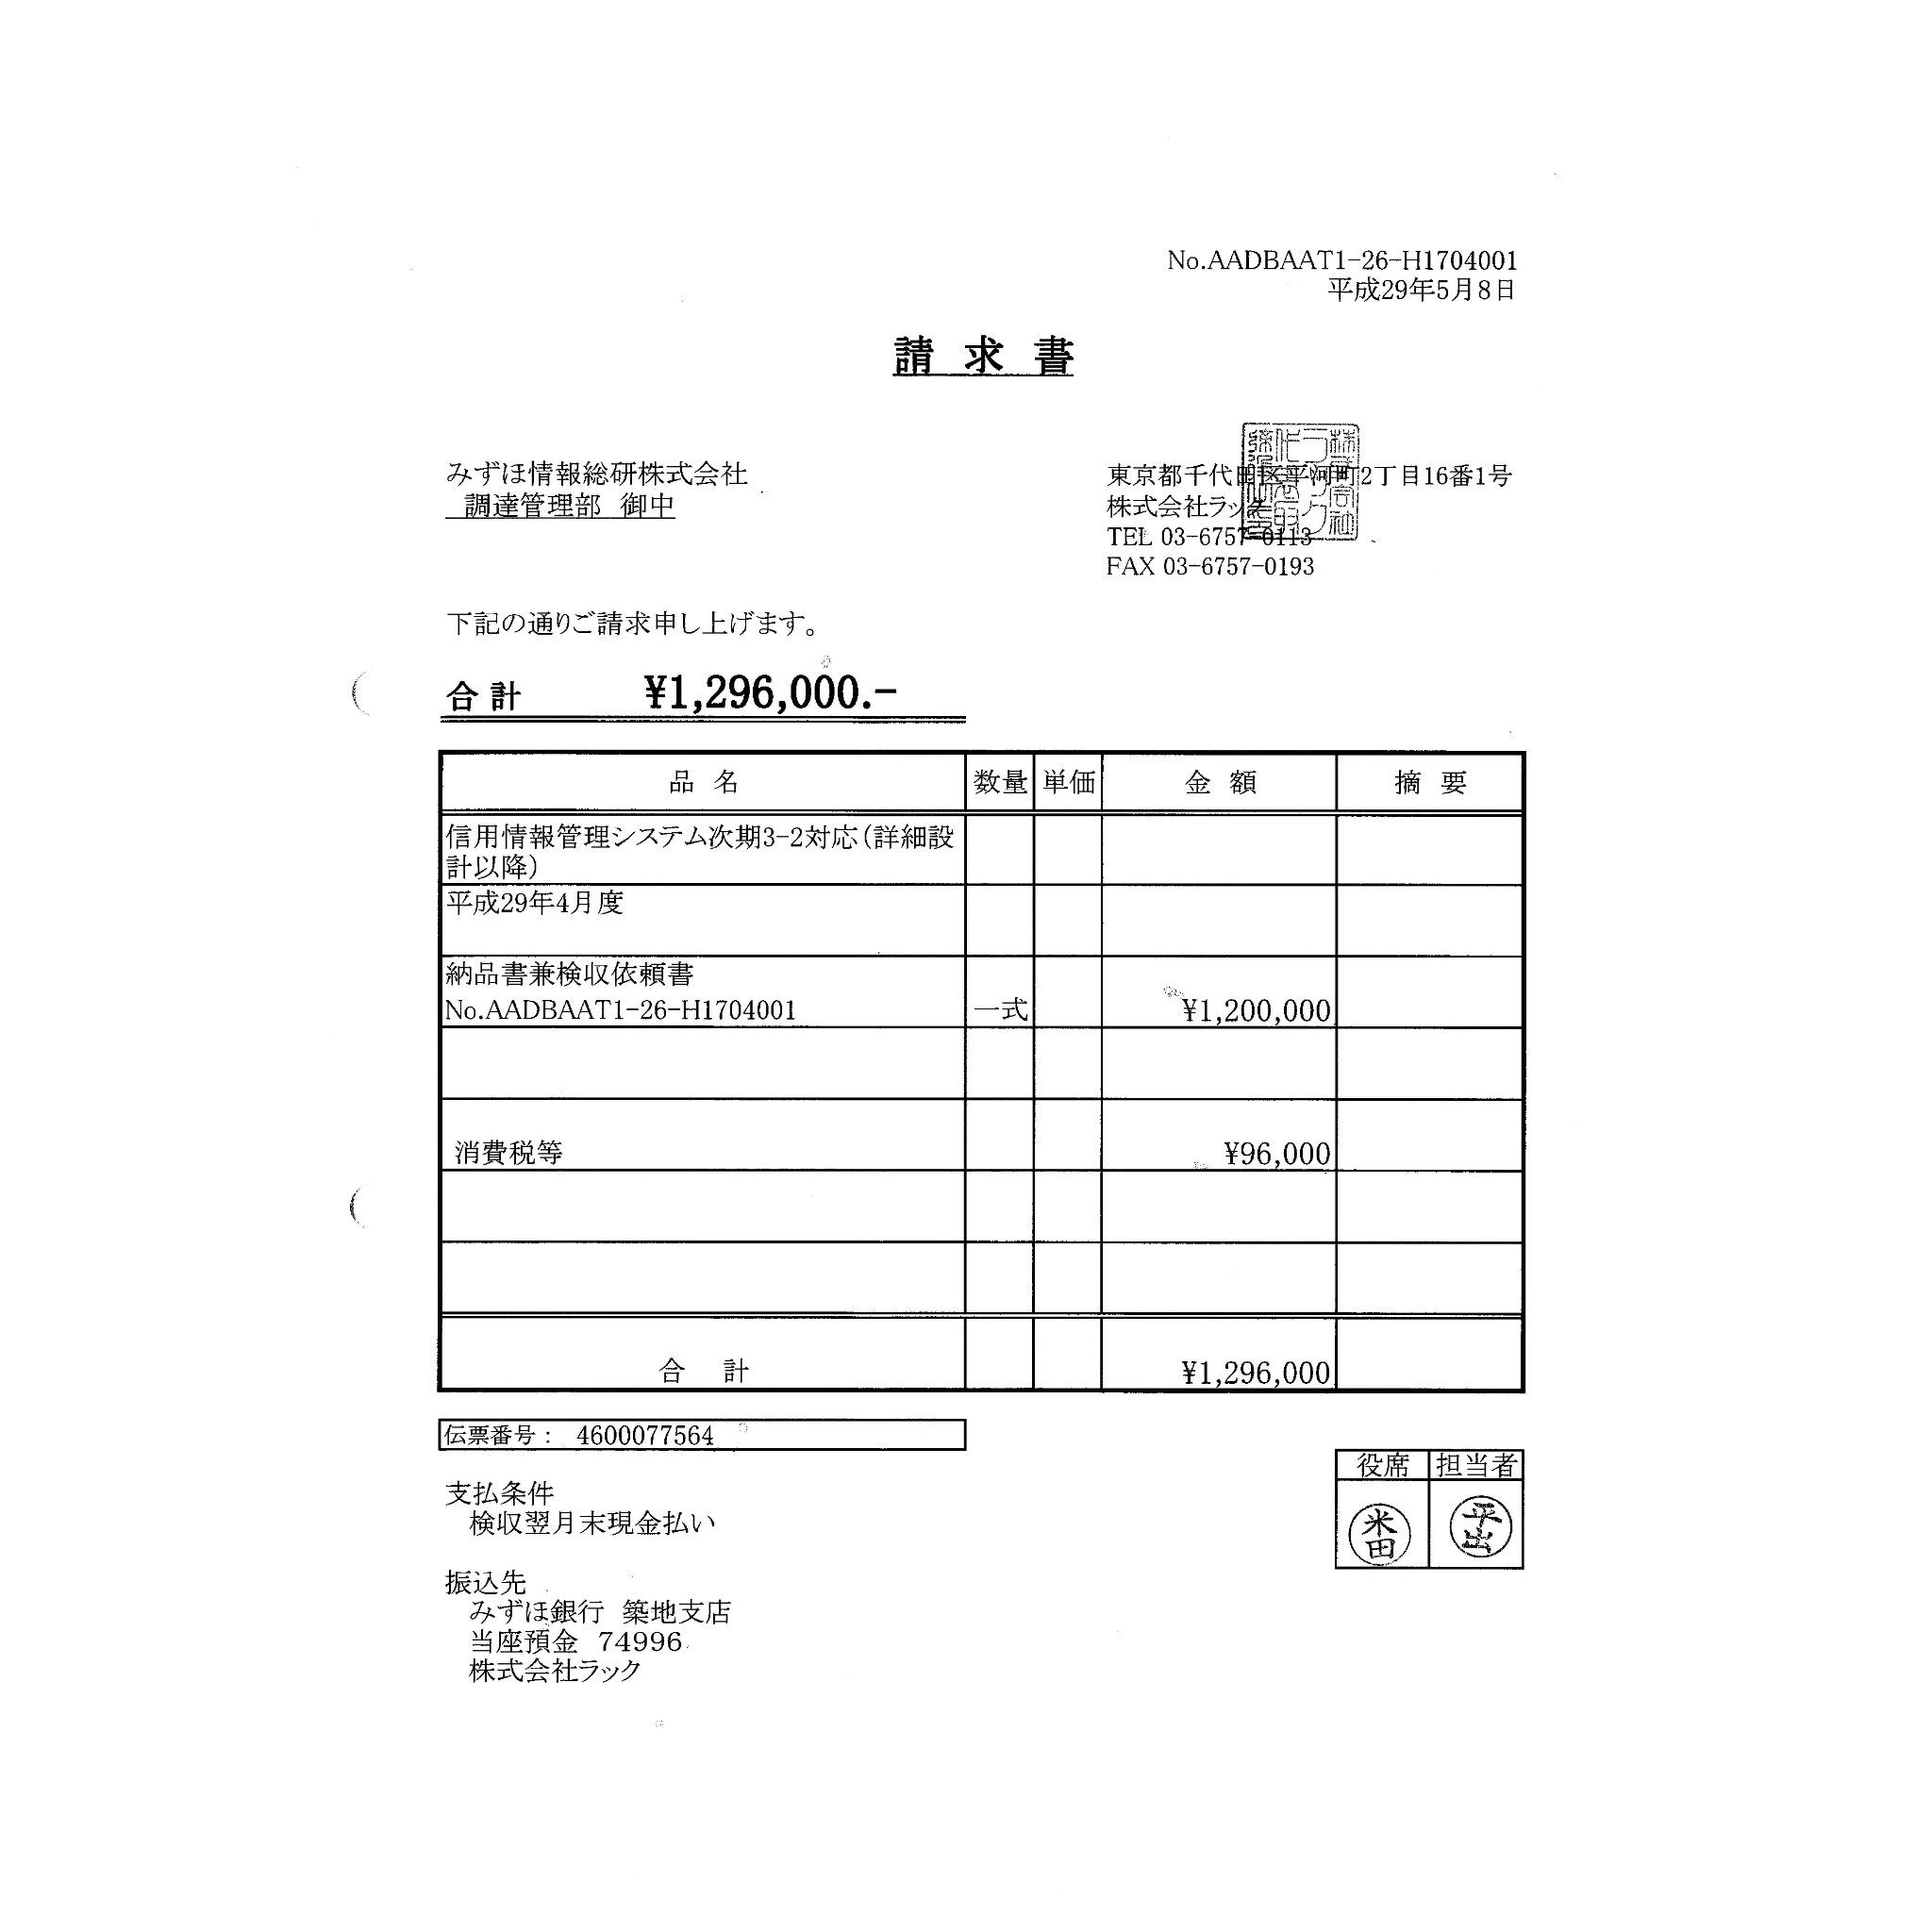 No.AADBAAT1-26-H1704001
平成29年5月8日
請求書
みずほ情報総研株式会社
調達管理部 御中
東京都千代田区平河町2丁目16番1号
株式会社ラック
TEL 03-6757-0113
FAX 03-6757-0193
下記の通りご請求申し上げます。
合計 ¥1,296,000.-
品名 数量 単価 金額 摘要
信用情報管理システム次期3-2対応(詳細設
計以降)
平成29年4月度
納品書兼検収依頼書
No.AADBAAT1-26-H1704001 一式 ¥1,200,000
消費税等 ¥96,000
合計 ¥1,296,000
伝票番号: 4600077564
役席 担当者
米田 平出
支払条件
検収翌月末現金払い
振込先
みずほ銀行 築地支店
当座預金 74996
株式会社ラック